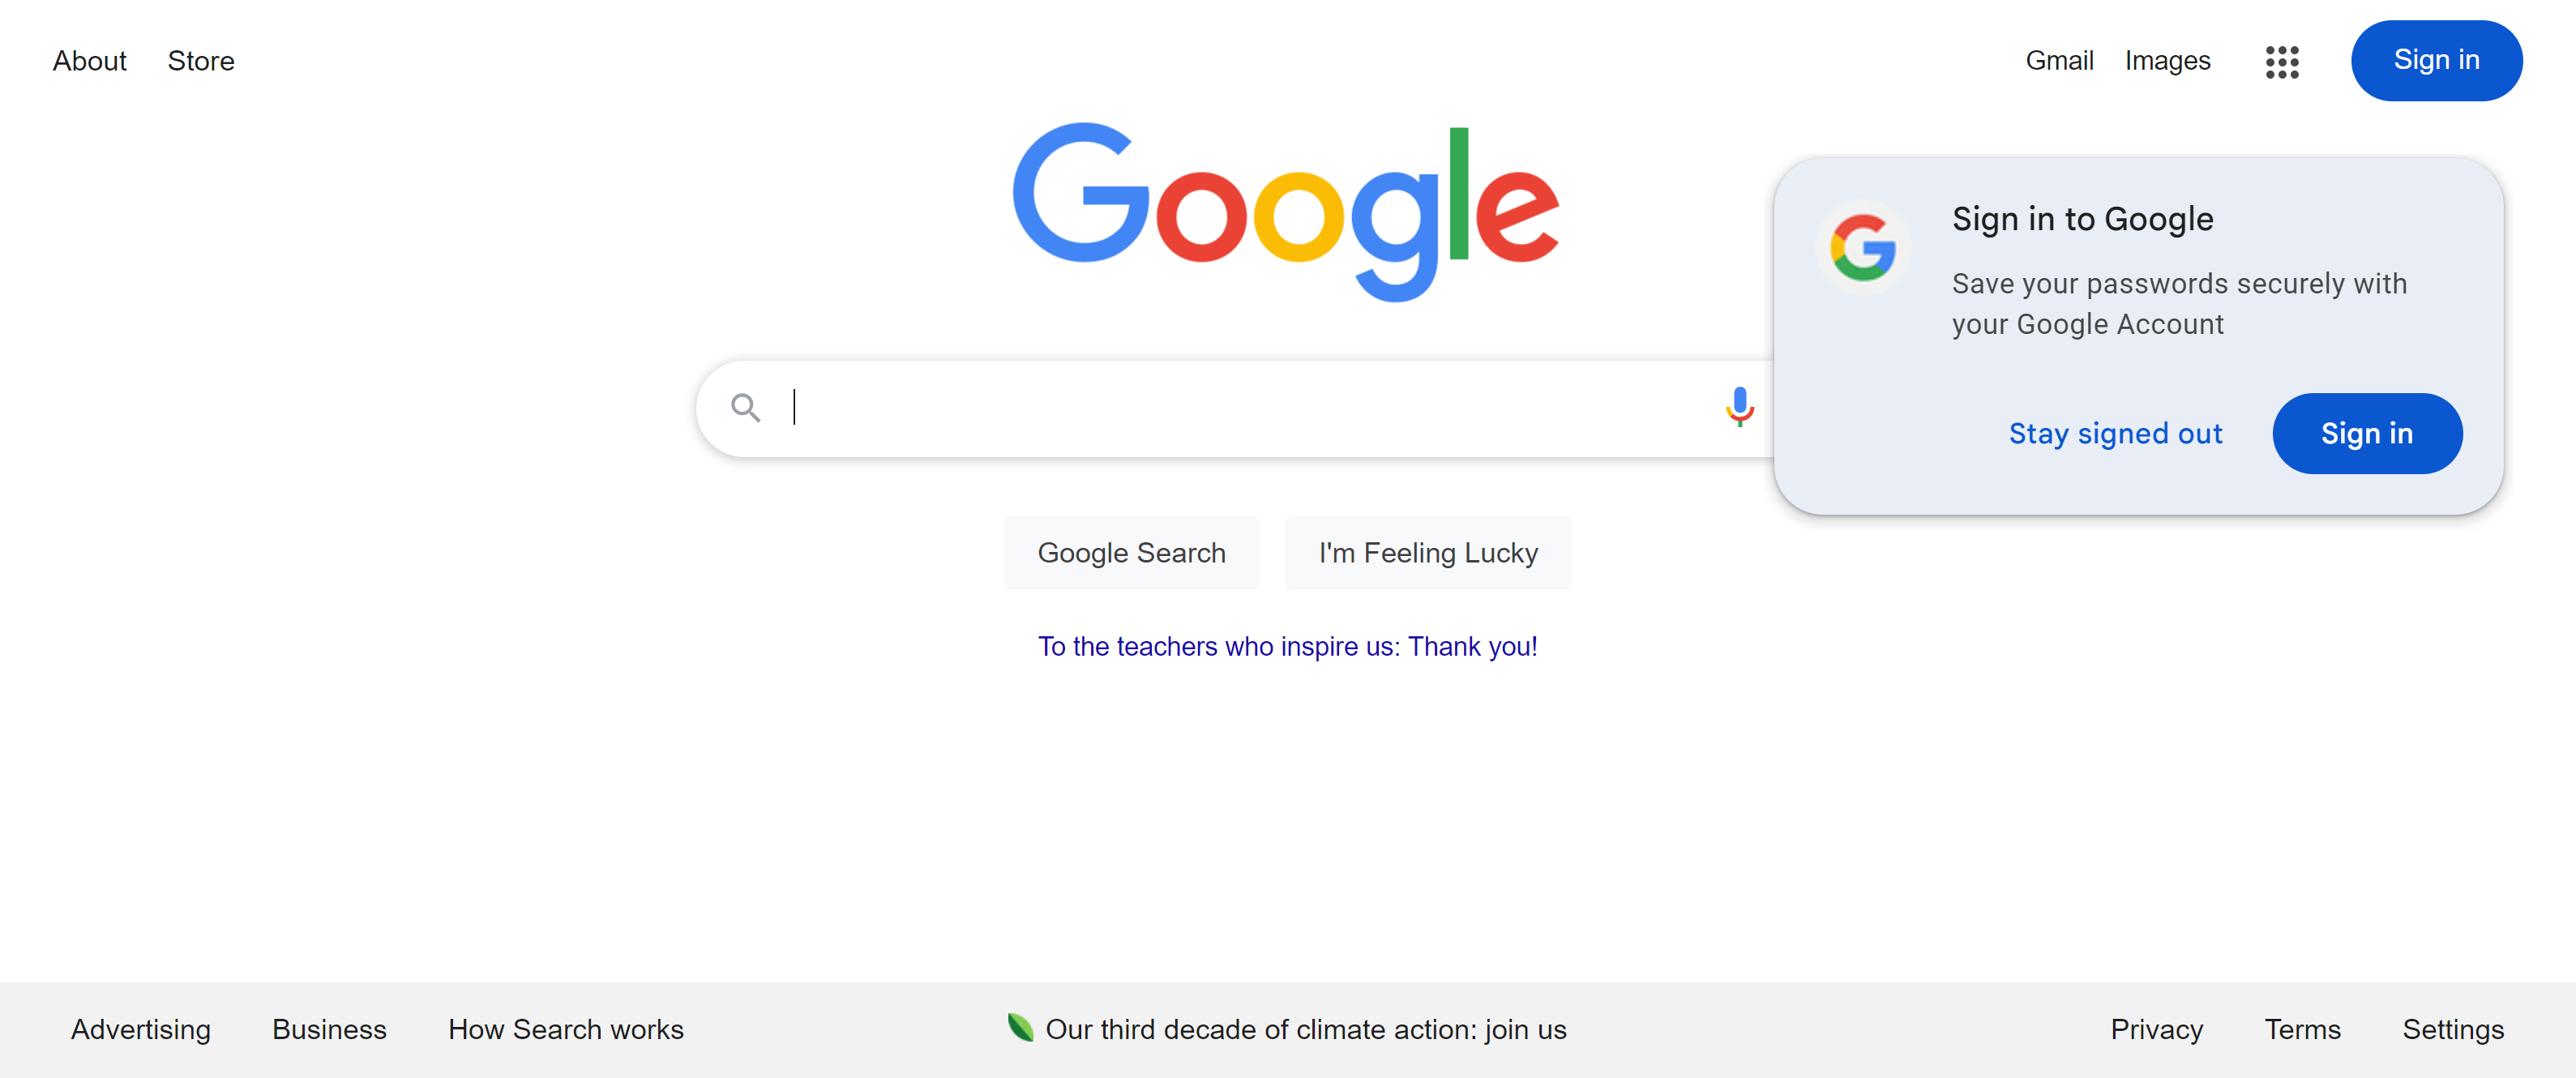 About Store Gmail Images Sign in
Google
Sign in to Google
Save your passwords securely with
your Google Account
Stay signed out Sign in
Google Search I'm Feeling Lucky
To the teachers who inspire us: Thank you!
Advertising Business How Search works Our third decade of climate action: join us Privacy Terms Settings